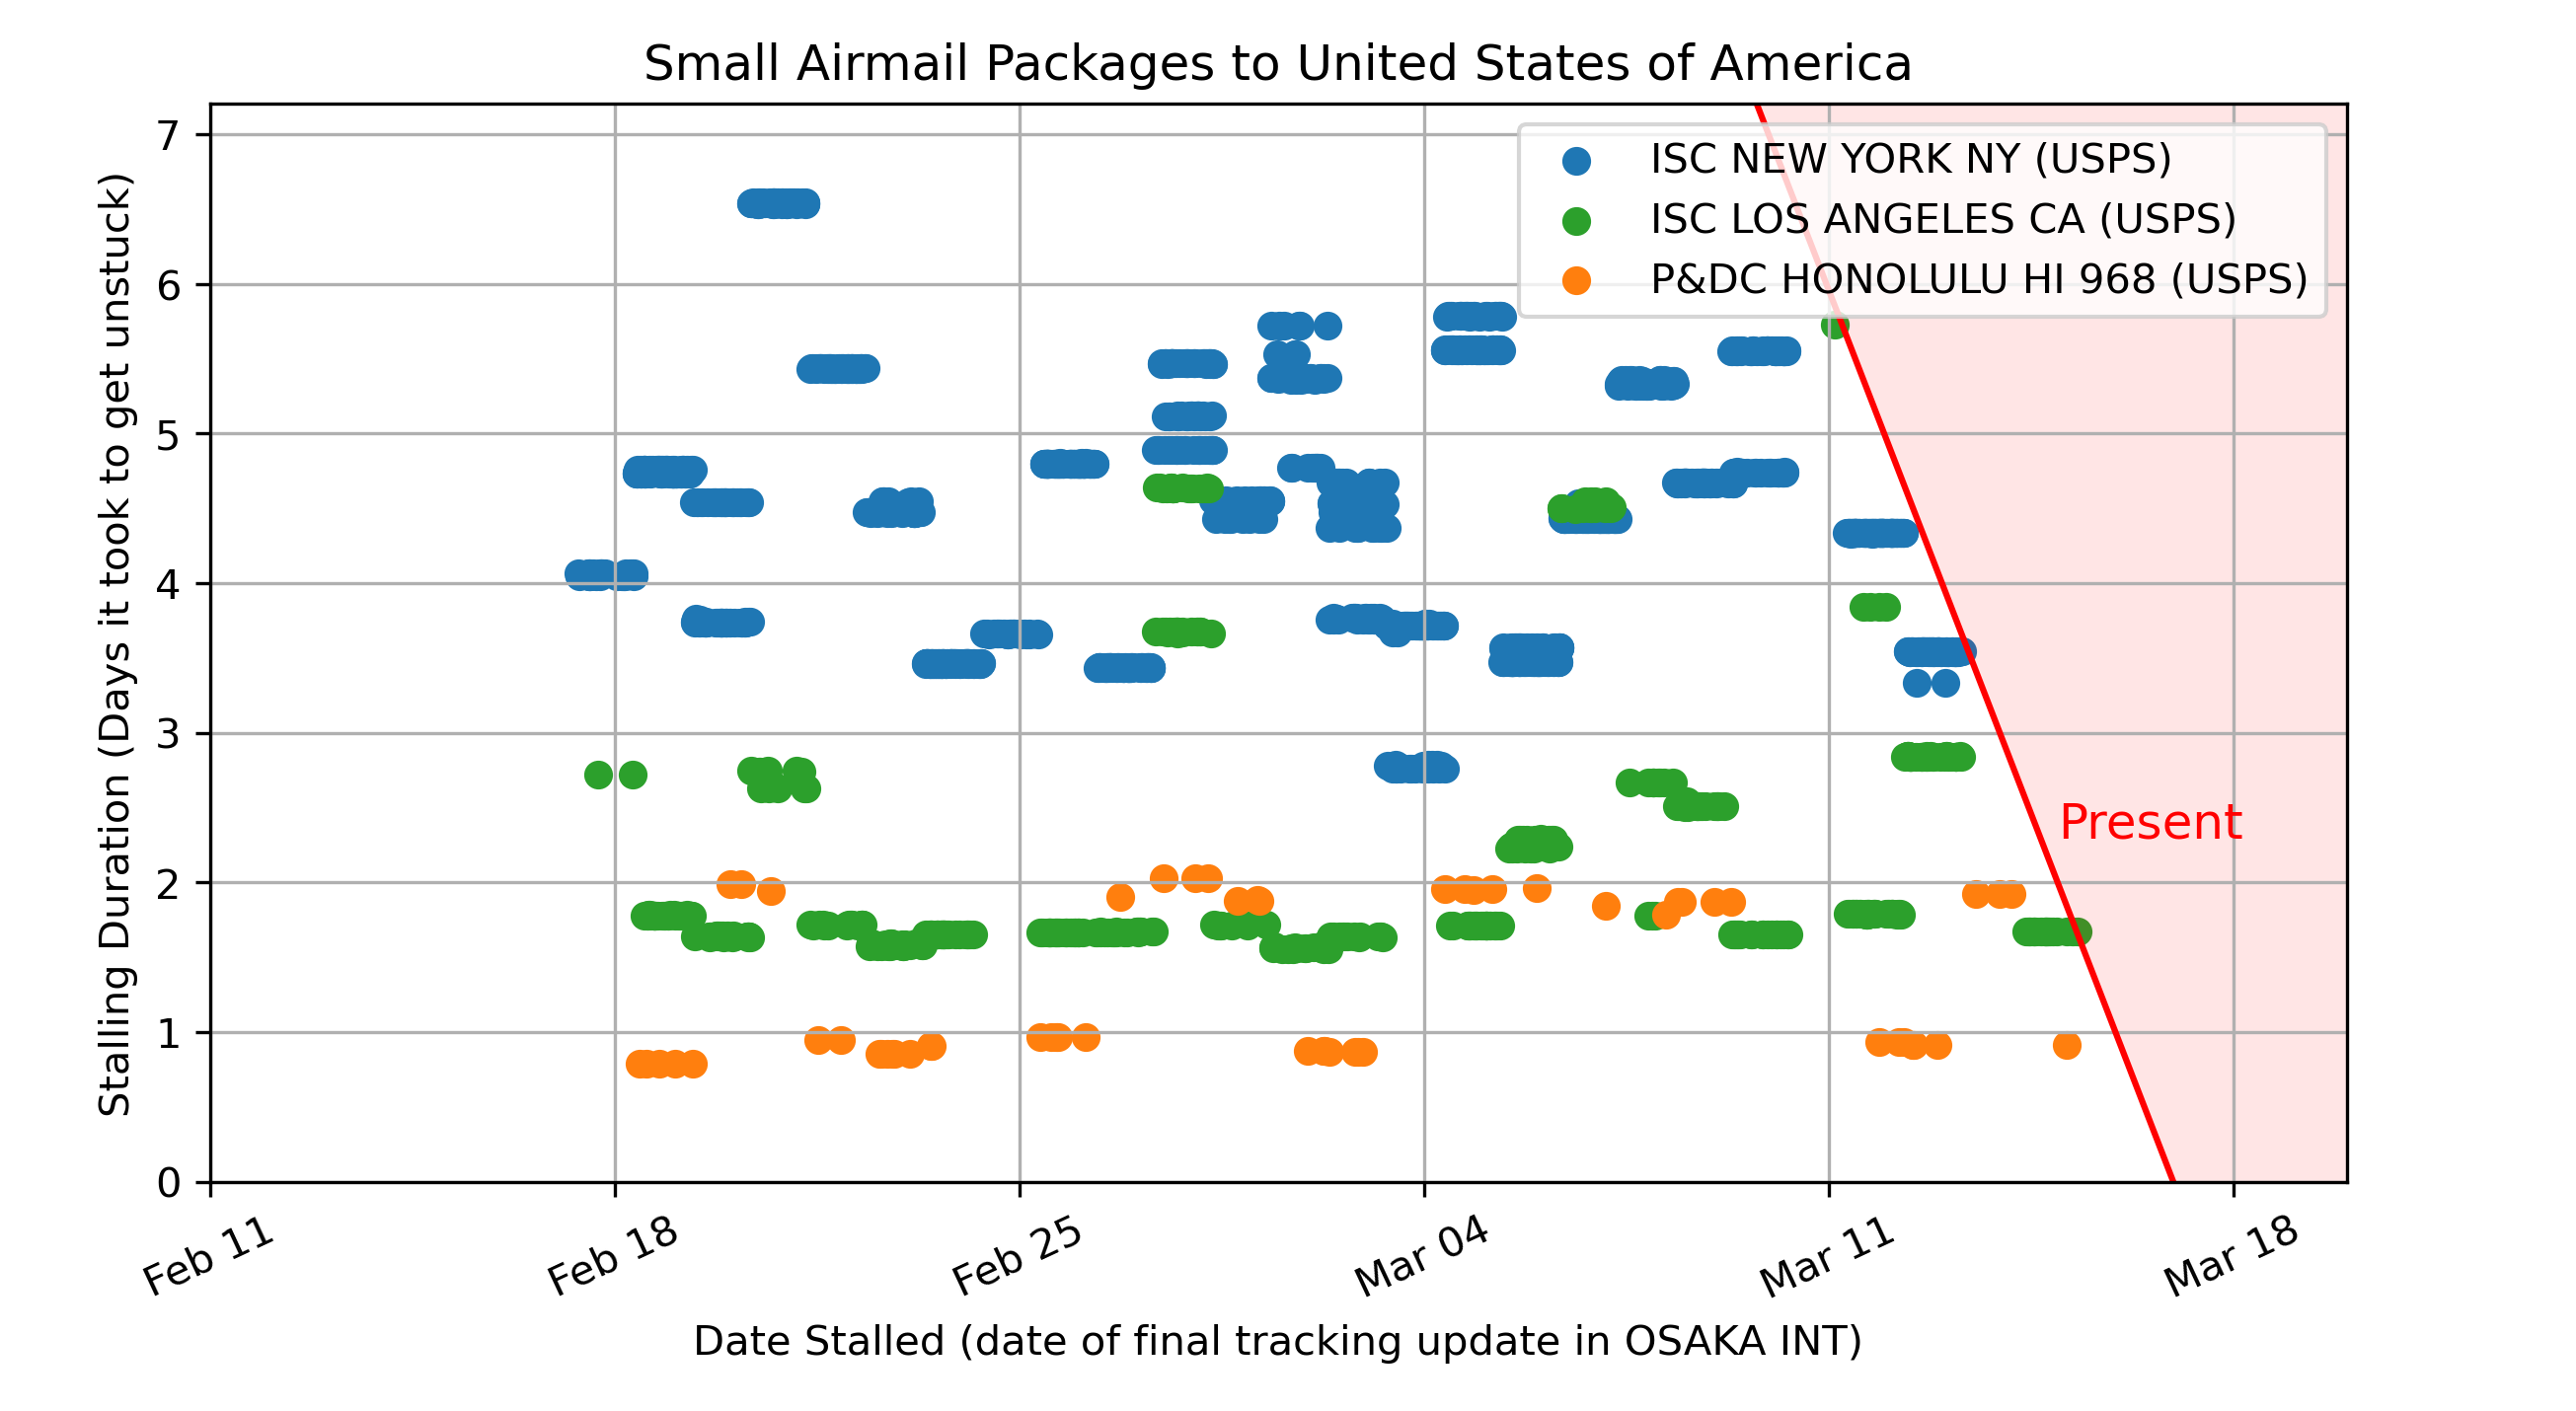 Small Airmail Packages to United States of America
Stalling Duration (Days it took to get unstuck)
7
6
5
4
3
2
1
0
ISC NEW YORK NY (USPS)
ISC LOS ANGELES CA (USPS)
P&DC HONOLULU HI 968 (USPS)
Present
Feb 11
Feb 18
Feb 25
Mar 04
Mar 11
Mar 18
Date Stalled (date of final tracking update in OSAKA INT)